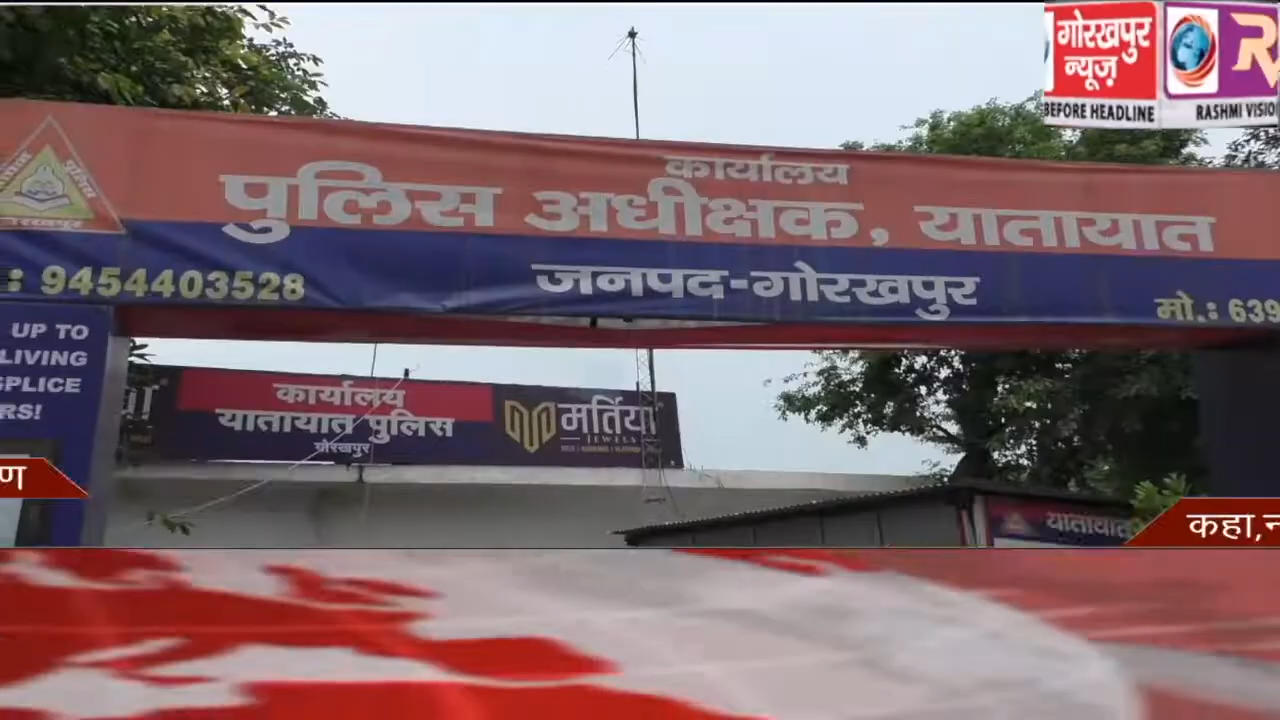 गोरखपुर
न्यूज़
BEFORE HEADLINE
RASHMI VISIO
कार्यालय
पुलिस अधीक्षक, यातायात
जनपद-गोरखपुर
: 9454403528
मो.: 639
UP TO
LIVING
SPLICE
RS!
कार्यालय
यातायात पुलिस
गोरखपुर
मर्तिया
JEWELS
यातायात
ण
कहा,न